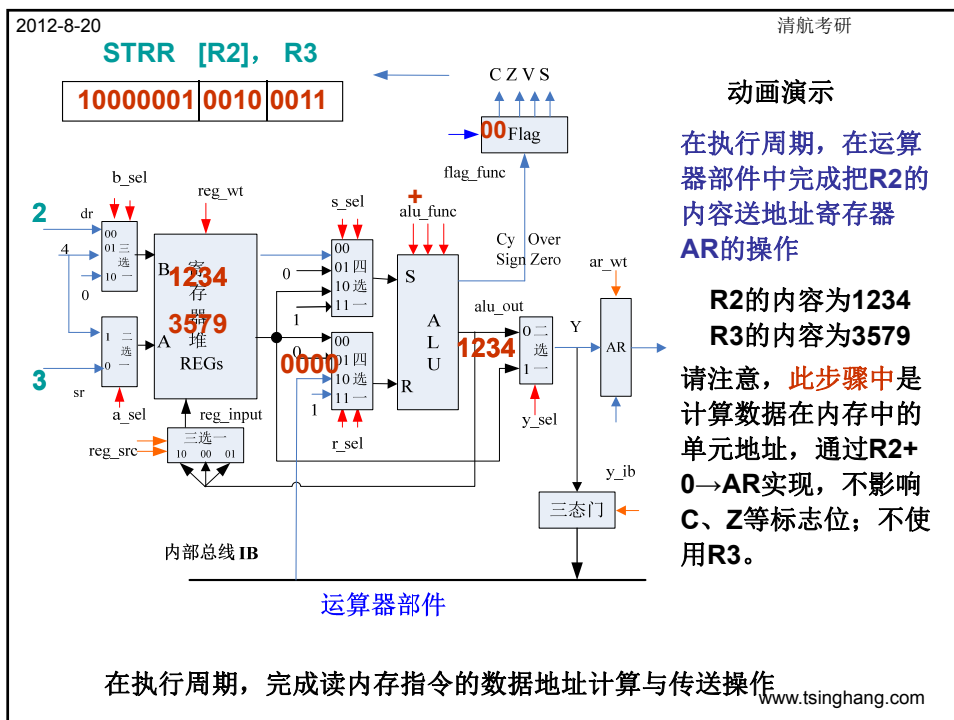 2012-8-20
清航考研
STRR [R2]， R3
10000001 0010 0011
C Z V S
00 Flag
flag_func
动画演示
在执行周期，在运算
器部件中完成把R2的
内容送地址寄存器
AR的操作
R2的内容为1234
R3的内容为3579
请注意，此步骤中是
计算数据在内存中的
单元地址，通过R2+
0→AR实现，不影响
C、Z等标志位；不使
用R3。
b_sel
reg_wt
s_sel
+
alu_func
2
dr
4
0
00
01
10
三选一
B
A
1234
3579
寄存器堆
REGs
1
0
二选一
3
sr
a_sel
reg_input
reg_src
三选一
10 00 01
0
1
00
01
10
11
四选一
0
0000
1
00
01
10
11
四选一
r_sel
S
R
ALU
Cy Over
Sign Zero
alu_out
1234
0
1
二选一
y_sel
Y
ar_wt
AR
y_ib
三态门
内部总线 IB
运算器部件
在执行周期，完成读内存指令的数据地址计算与传送操作
www.tsinghang.com